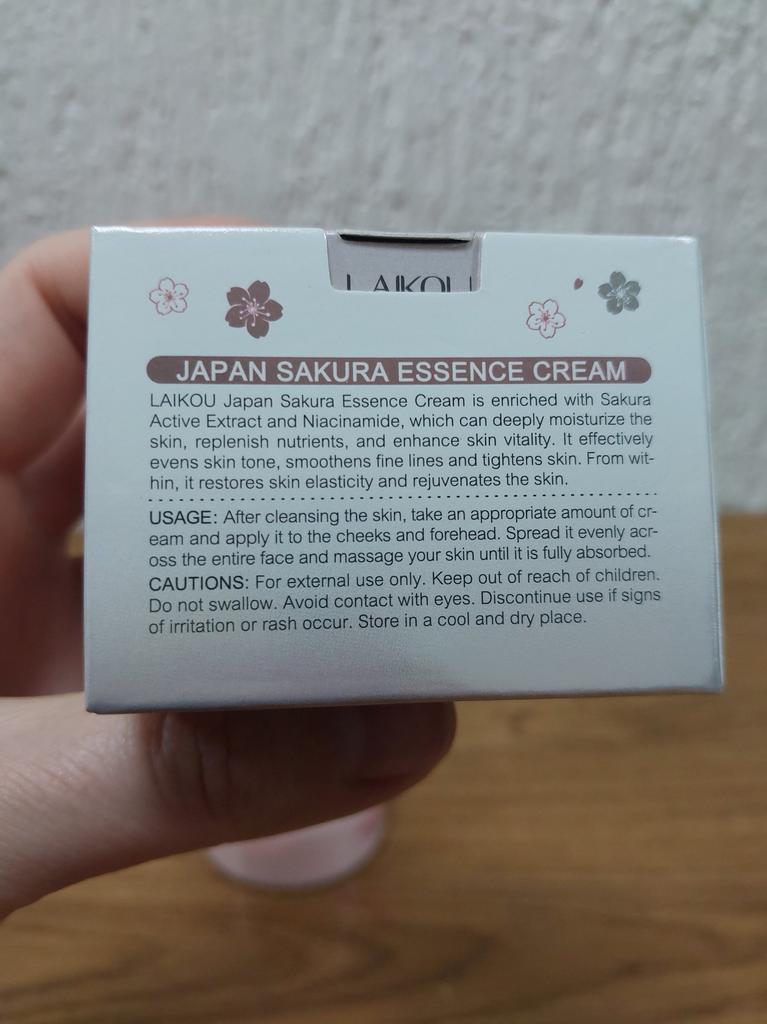 LAIKOU
JAPAN SAKURA ESSENCE CREAM
LAIKOU Japan Sakura Essence Cream is enriched with Sakura
Active Extract and Niacinamide, which can deeply moisturize the
skin, replenish nutrients, and enhance skin vitality. It effectively
evens skin tone, smoothens fine lines and tightens skin. From wit-
hin, it restores skin elasticity and rejuvenates the skin.
USAGE: After cleansing the skin, take an appropriate amount of cr-
eam and apply it to the cheeks and forehead. Spread it evenly acr-
oss the entire face and massage your skin until it is fully absorbed.
CAUTIONS: For external use only. Keep out of reach of children.
Do not swallow. Avoid contact with eyes. Discontinue use if signs
of irritation or rash occur. Store in a cool and dry place.